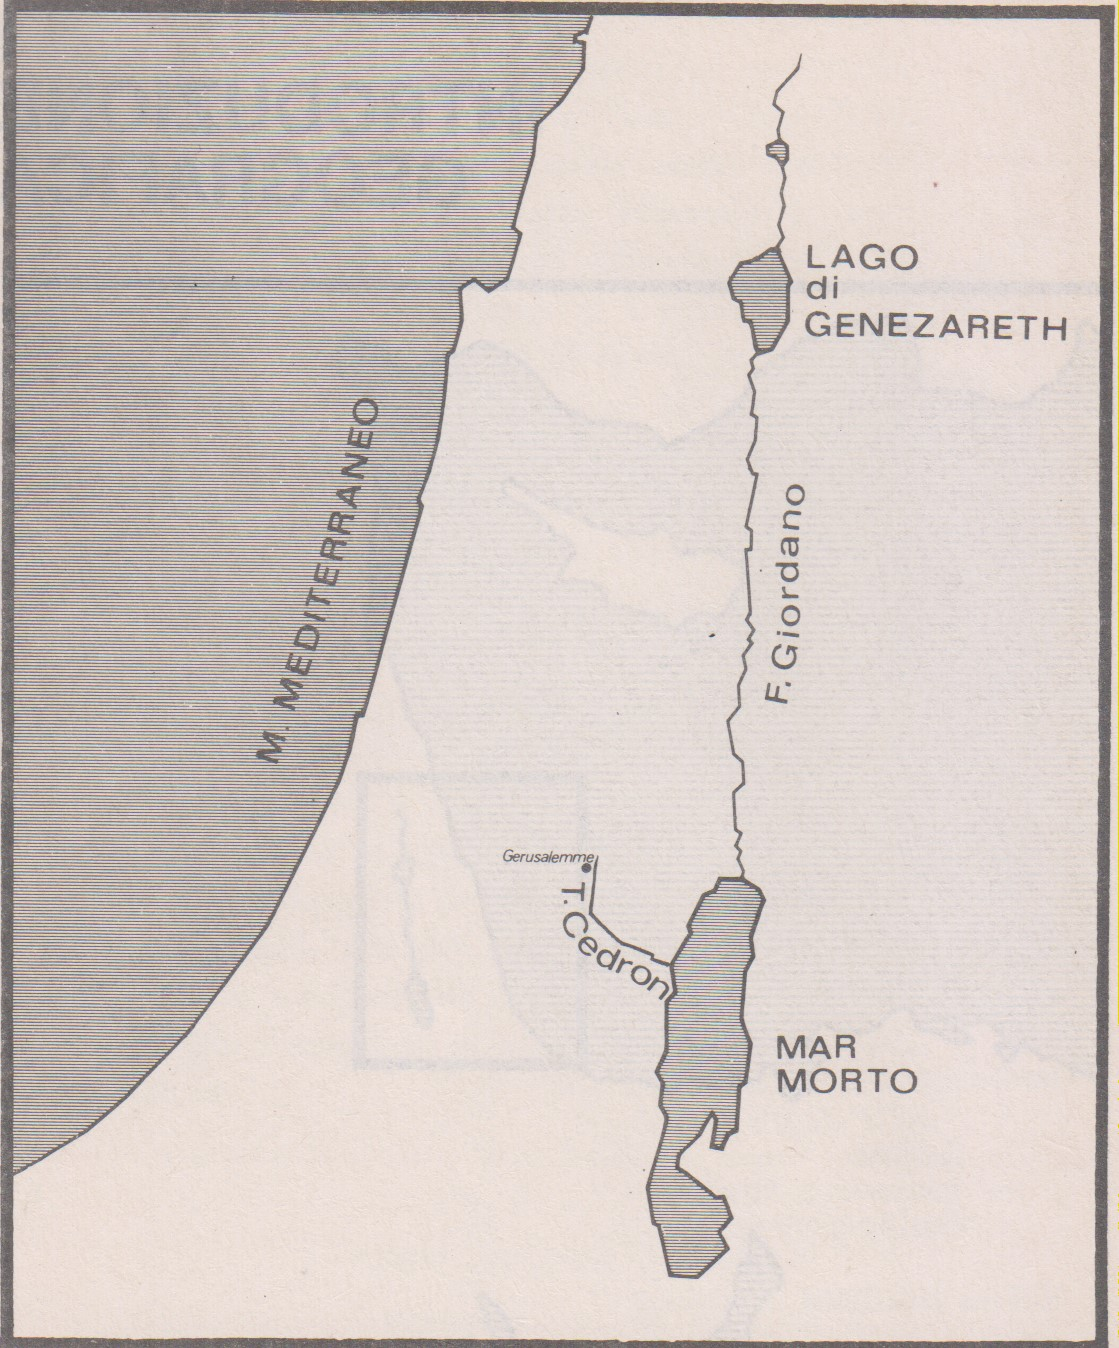 LAGO
di
GENEZARETH
M. MEDITERRANEO
F. Giordano
Gerusalemme
T. Cedron
MAR
MORTO